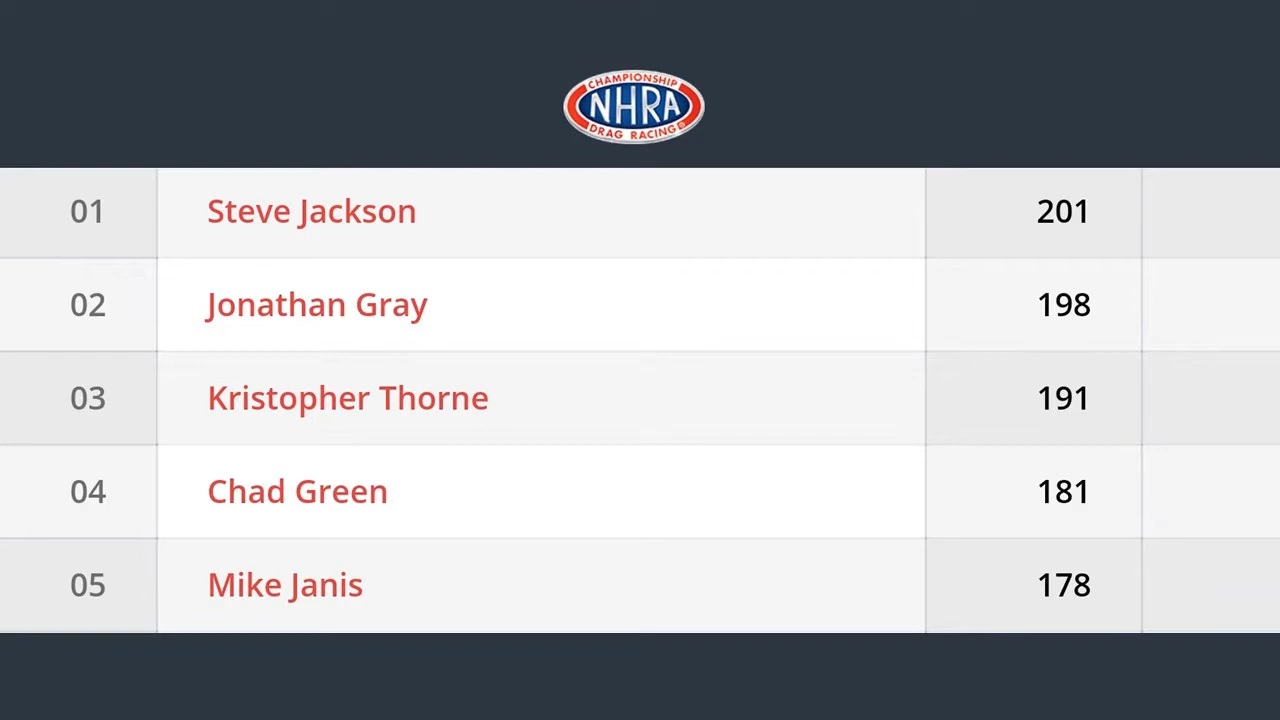 CHAMPIONSHIP
NHRA
DRAG RACING
01 Steve Jackson 201
02 Jonathan Gray 198
03 Kristopher Thorne 191
04 Chad Green 181
05 Mike Janis 178